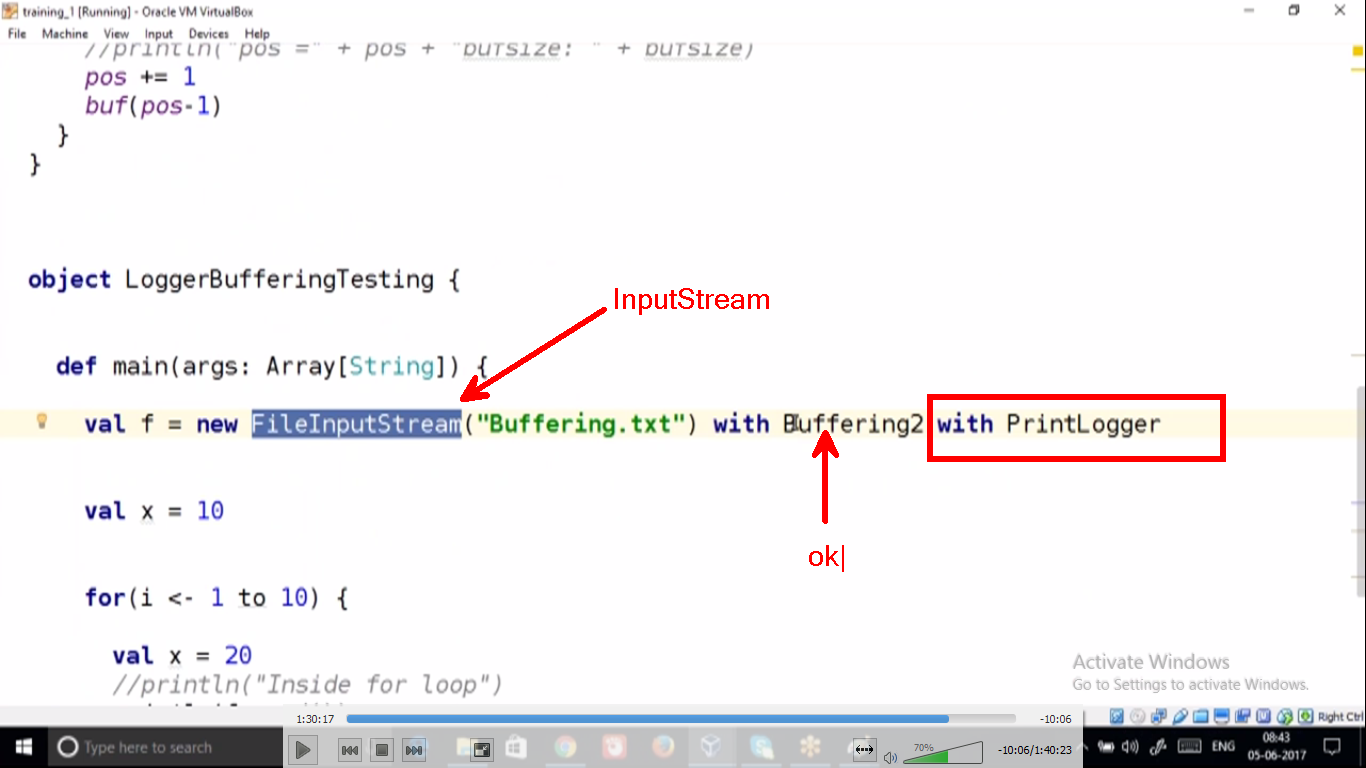 training_1 [Running] - Oracle VM VirtualBox
File Machine View Input Devices Help
//println("pos =" + pos + "bufsize: " + bufsize)
pos += 1
buf(pos-1)
}
}
object LoggerBufferingTesting {
InputStream
def main(args: Array[String]) {
val f = new FileInputStream("Buffering.txt") with Buffering2 with PrintLogger
val x = 10
ok
for(i <- 1 to 10) {
val x = 20
//println("Inside for loop")
Activate Windows
Go to Settings to activate Windows.
1:30:17 -10:06
Right Ctrl
Type here to search
70%
-10:06/1:40:23
ENG
08:43
05-06-2017